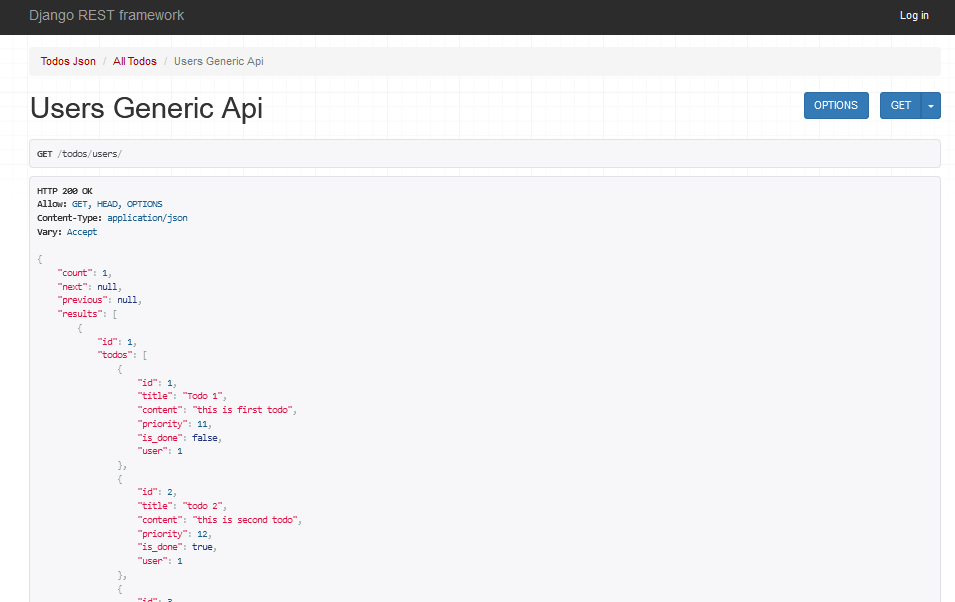 Django REST framework
Log in
Todos Json / All Todos / Users Generic Api
Users Generic Api
OPTIONS
GET
GET /todos/users/
HTTP 200 OK
Allow: GET, HEAD, OPTIONS
Content-Type: application/json
Vary: Accept
{
    "count": 1,
    "next": null,
    "previous": null,
    "results": [
        {
            "id": 1,
            "todos": [
                {
                    "id": 1,
                    "title": "Todo 1",
                    "content": "this is first todo",
                    "priority": 11,
                    "is_done": false,
                    "user": 1
                },
                {
                    "id": 2,
                    "title": "todo 2",
                    "content": "this is second todo",
                    "priority": 12,
                    "is_done": true,
                    "user": 1
                },
                {
                    "id": 3